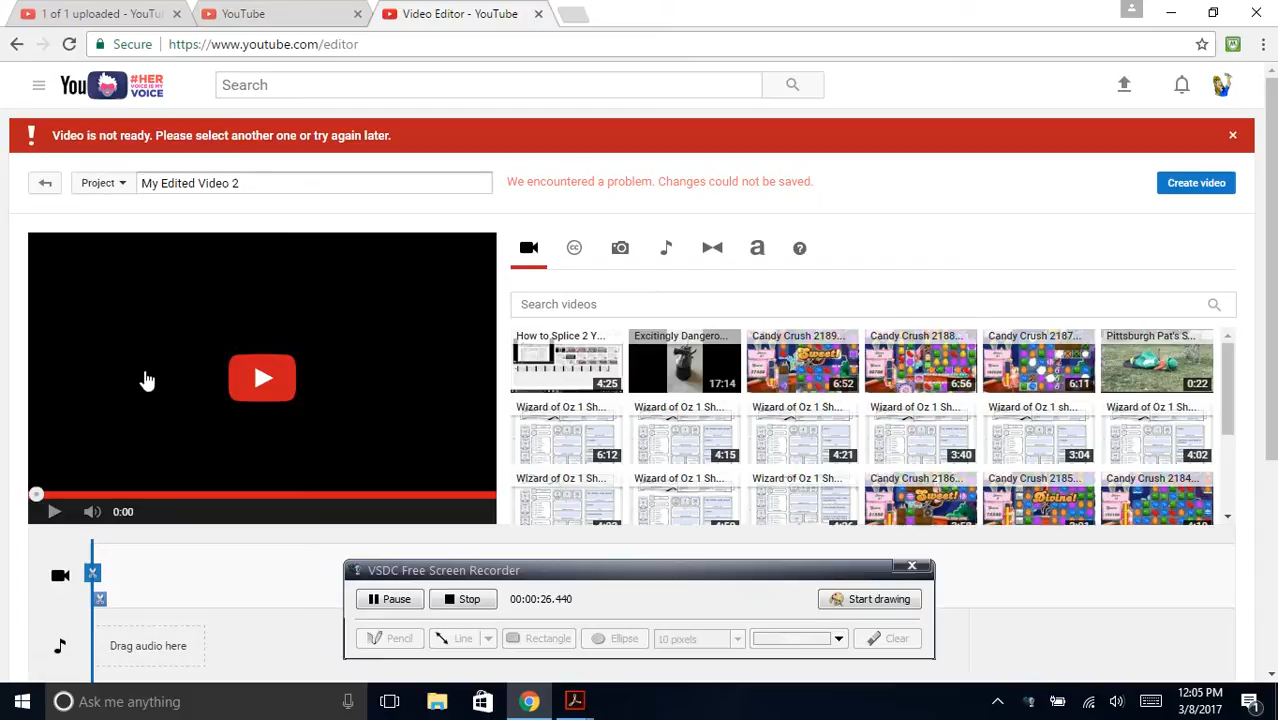 1 of 1 uploaded - YouTu
YouTube
Video Editor - YouTube
Secure
https://www.youtube.com/editor
You
#HER
VOICE IS MY
VOICE
Search
Video is not ready. Please select another one or try again later.
Project
My Edited Video 2
We encountered a problem. Changes could not be saved.
Create video
cc
a
?
Search videos
How to Splice 2 Y...
Excitingly Dangero...
Candy Crush 2189...
Candy Crush 2188...
Candy Crush 2187...
Pittsburgh Pat's S...
4:25
17:14
6:52
6:56
6:11
0:22
Wizard of Oz 1 Sh...
Wizard of Oz 1 Sh...
Wizard of Oz 1 Sh...
Wizard of Oz 1 Sh...
Wizard of Oz 1 sh...
Wizard of Oz 1 Sh...
6:12
4:15
4:21
3:40
3:04
4:02
Wizard of Oz 1 Sh...
Wizard of Oz 1 Sh...
Wizard of Oz 1 Sh...
Candy Crush 2186...
Candy Crush 2185...
Candy Crush 2184...
Sweet!
Divine!
0:00
VSDC Free Screen Recorder
Pause
Stop
00:00:26.440
Start drawing
Pencil
Line
Rectangle
Ellipse
10 pixels
Clear
Drag audio here
Ask me anything
12:05 PM
3/8/2017